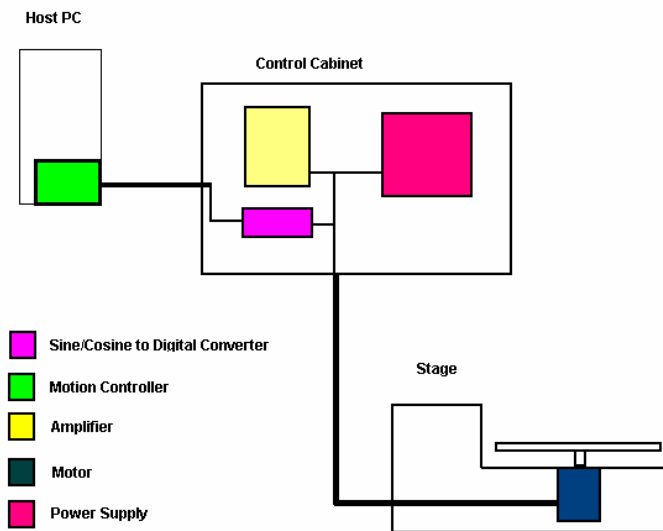 Host PC
Control Cabinet
Sine/Cosine to Digital Converter
Stage
Motion Controller
Amplifier
Motor
Power Supply